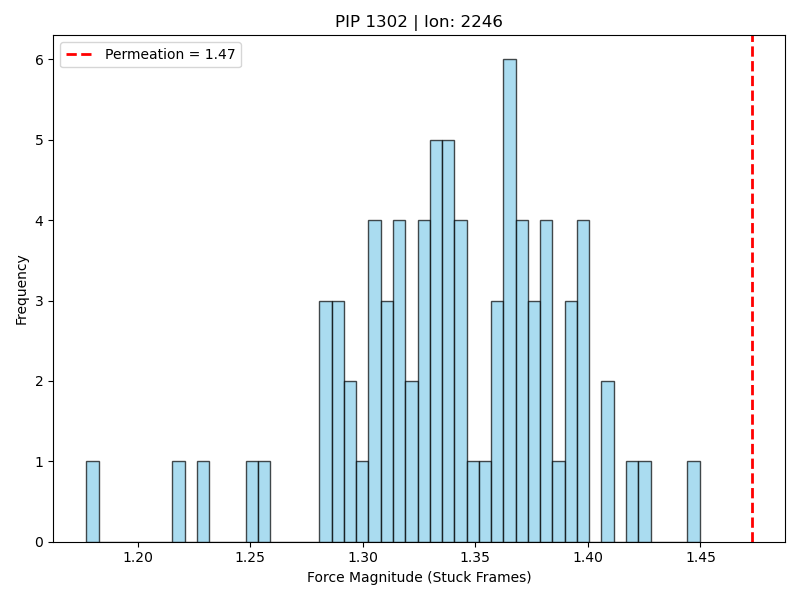 PIP 1302 | Ion: 2246
Permeation = 1.47
Frequency
6
5
4
3
2
1
0
1.20 1.25 1.30 1.35 1.40 1.45
Force Magnitude (Stuck Frames)